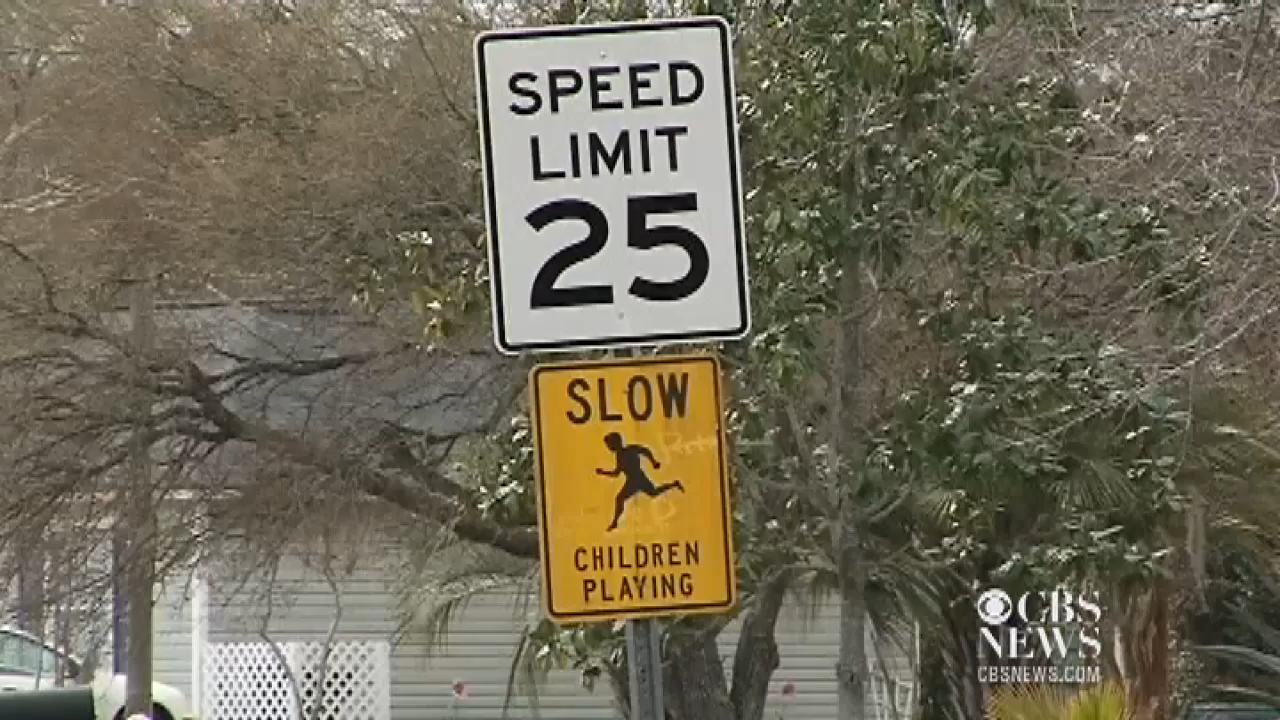 SPEED
LIMIT
25
SLOW
CHILDREN
PLAYING
CBS
NEWS
CBSNEWS.COM